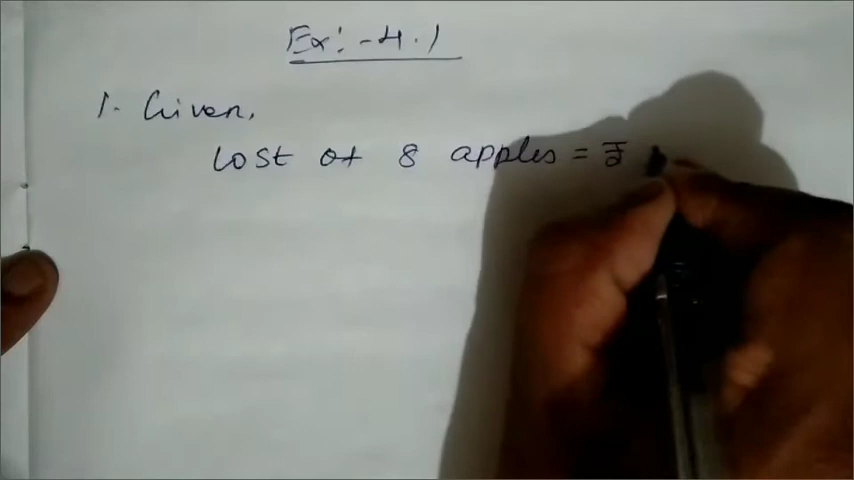 Ex:-4.1
1. Given,
Cost of 8 apples = ₹